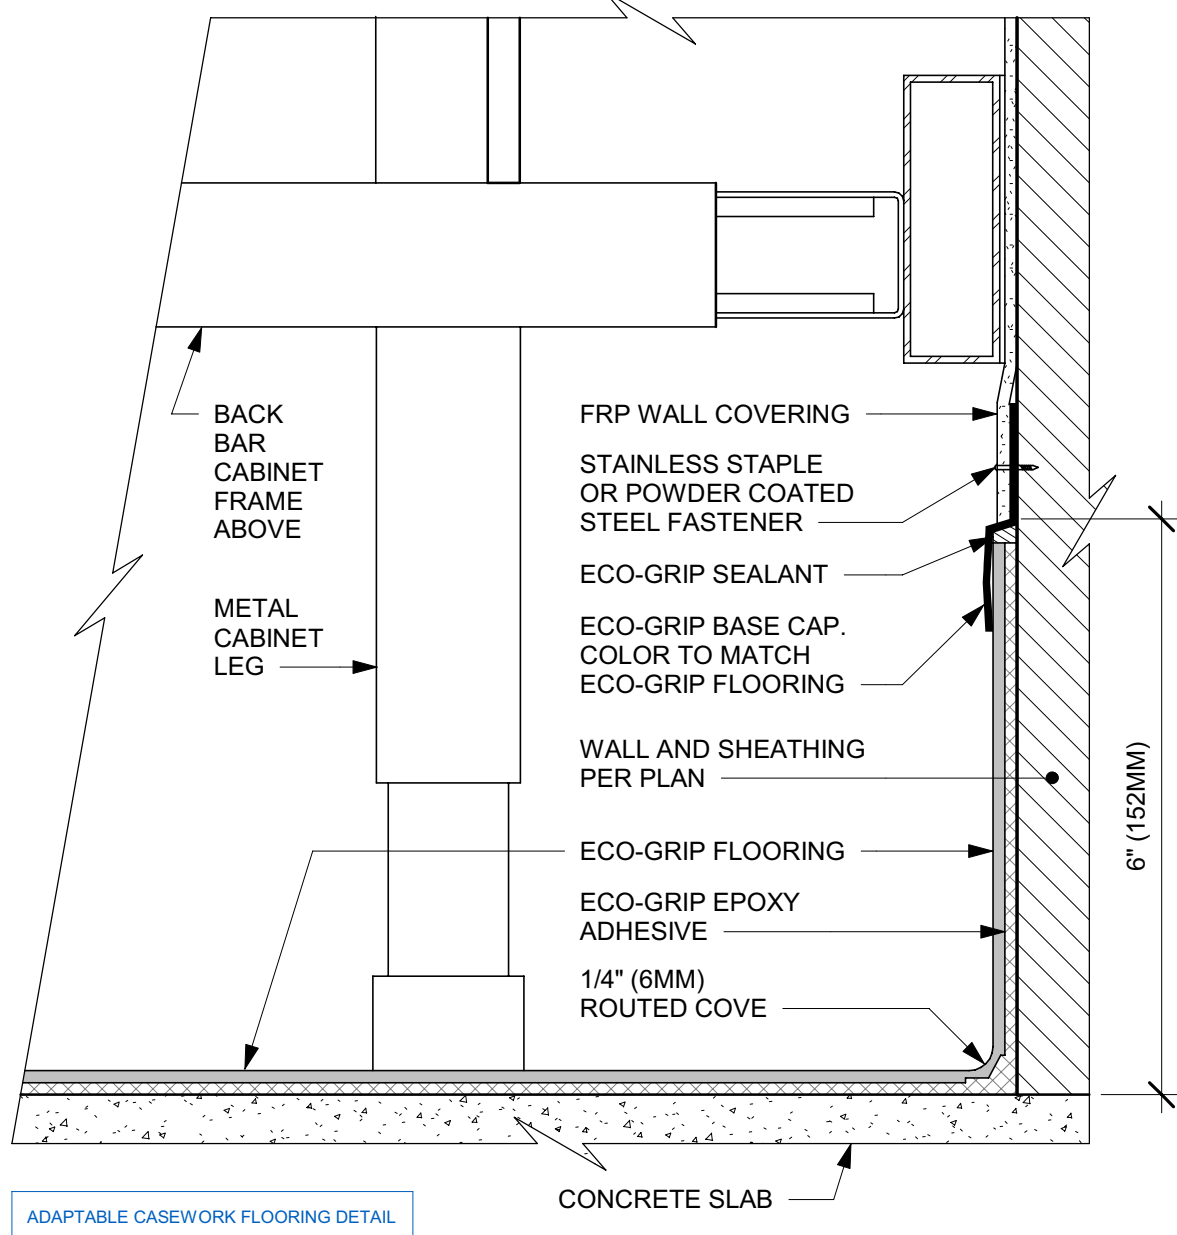 BACK
BAR
CABINET
FRAME
ABOVE
METAL
CABINET
LEG
FRP WALL COVERING
STAINLESS STAPLE
OR POWDER COATED
STEEL FASTENER
ECO-GRIP SEALANT
ECO-GRIP BASE CAP.
COLOR TO MATCH
ECO-GRIP FLOORING
WALL AND SHEATHING
PER PLAN
ECO-GRIP FLOORING
ECO-GRIP EPOXY
ADHESIVE
1/4" (6MM)
ROUTED COVE
6" (152MM)
CONCRETE SLAB
ADAPTABLE CASEWORK FLOORING DETAIL